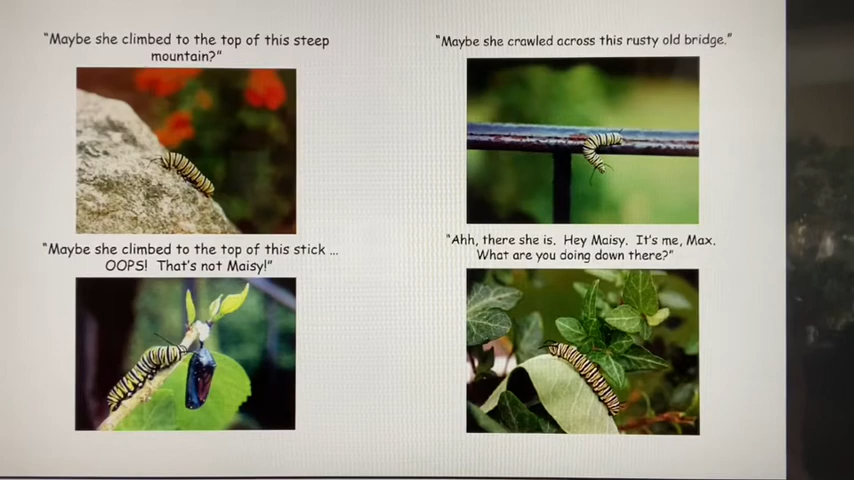 "Maybe she climbed to the top of this steep
mountain?"
"Maybe she crawled across this rusty old bridge."
"Maybe she climbed to the top of this stick ...
OOPS! That's not Maisy!"
"Ahh, there she is. Hey Maisy. It's me, Max.
What are you doing down there?"